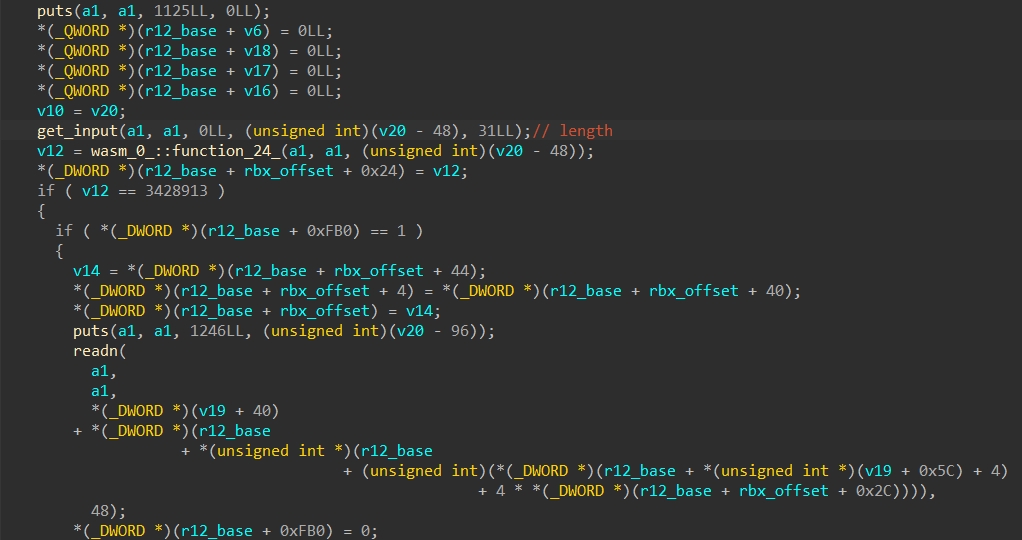 puts(a1, a1, 1125LL, 0LL);
*(_QWORD *)(r12_base + v6) = 0LL;
*(_QWORD *)(r12_base + v18) = 0LL;
*(_QWORD *)(r12_base + v17) = 0LL;
*(_QWORD *)(r12_base + v16) = 0LL;
v10 = v20;
get_input(a1, a1, 0LL, (unsigned int)(v20 - 48), 31LL);// length
v12 = wasm_0_::function_24_(a1, a1, (unsigned int)(v20 - 48));
*(_DWORD *)(r12_base + rbx_offset + 0x24) = v12;
if ( v12 == 3428913 )
{
if ( *(_DWORD *)(r12_base + 0xFB0) == 1 )
{
v14 = *(_DWORD *)(r12_base + rbx_offset + 44);
*(_DWORD *)(r12_base + rbx_offset + 4) = *(_DWORD *)(r12_base + rbx_offset + 40);
*(_DWORD *)(r12_base + rbx_offset) = v14;
puts(a1, a1, 1246LL, (unsigned int)(v20 - 96));
readn(
a1,
a1,
*(_DWORD *)(v19 + 40)
+ *(_DWORD *)(r12_base
+ *(unsigned int *)(r12_base
+ (unsigned int)(*(_DWORD *)(r12_base + *(unsigned int *)(v19 + 0x5C) + 4)
+ 4 * *(_DWORD *)(r12_base + rbx_offset + 0x2C)))),
48);
*(_DWORD *)(r12_base + 0xFB0) = 0;